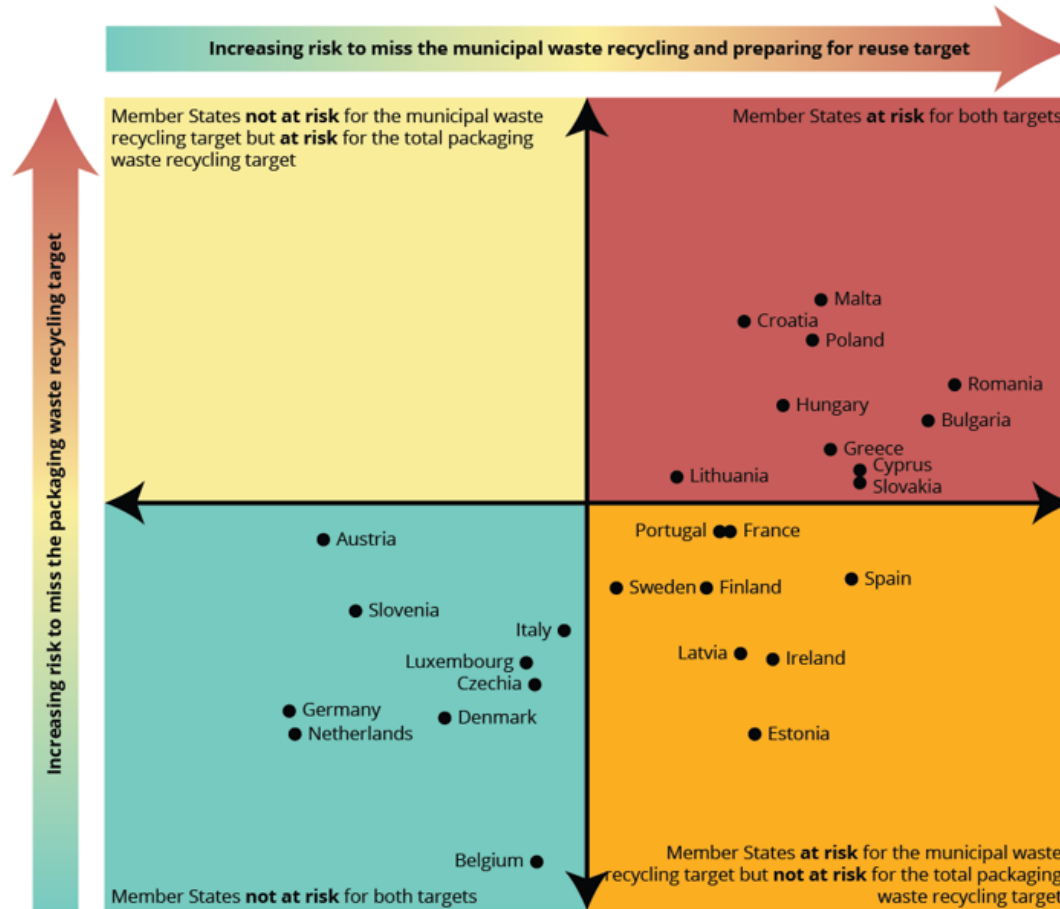 Increasing risk to miss the municipal waste recycling and preparing for reuse target
Increasing risk to miss the packaging waste recycling target
Member States not at risk for the municipal waste
recycling target but at risk for the total packaging
waste recycling target
Member States at risk for both targets
Malta
Croatia
Poland
Romania
Hungary
Bulgaria
Greece
Cyprus
Lithuania
Slovakia
Austria
Slovenia
Italy
Luxembourg
Czechia
Germany
Denmark
Netherlands
Belgium
Member States not at risk for both targets
Portugal
France
Spain
Sweden
Finland
Latvia
Ireland
Estonia
Member States at risk for the municipal waste
recycling target but not at risk for the total packaging
waste recycling target